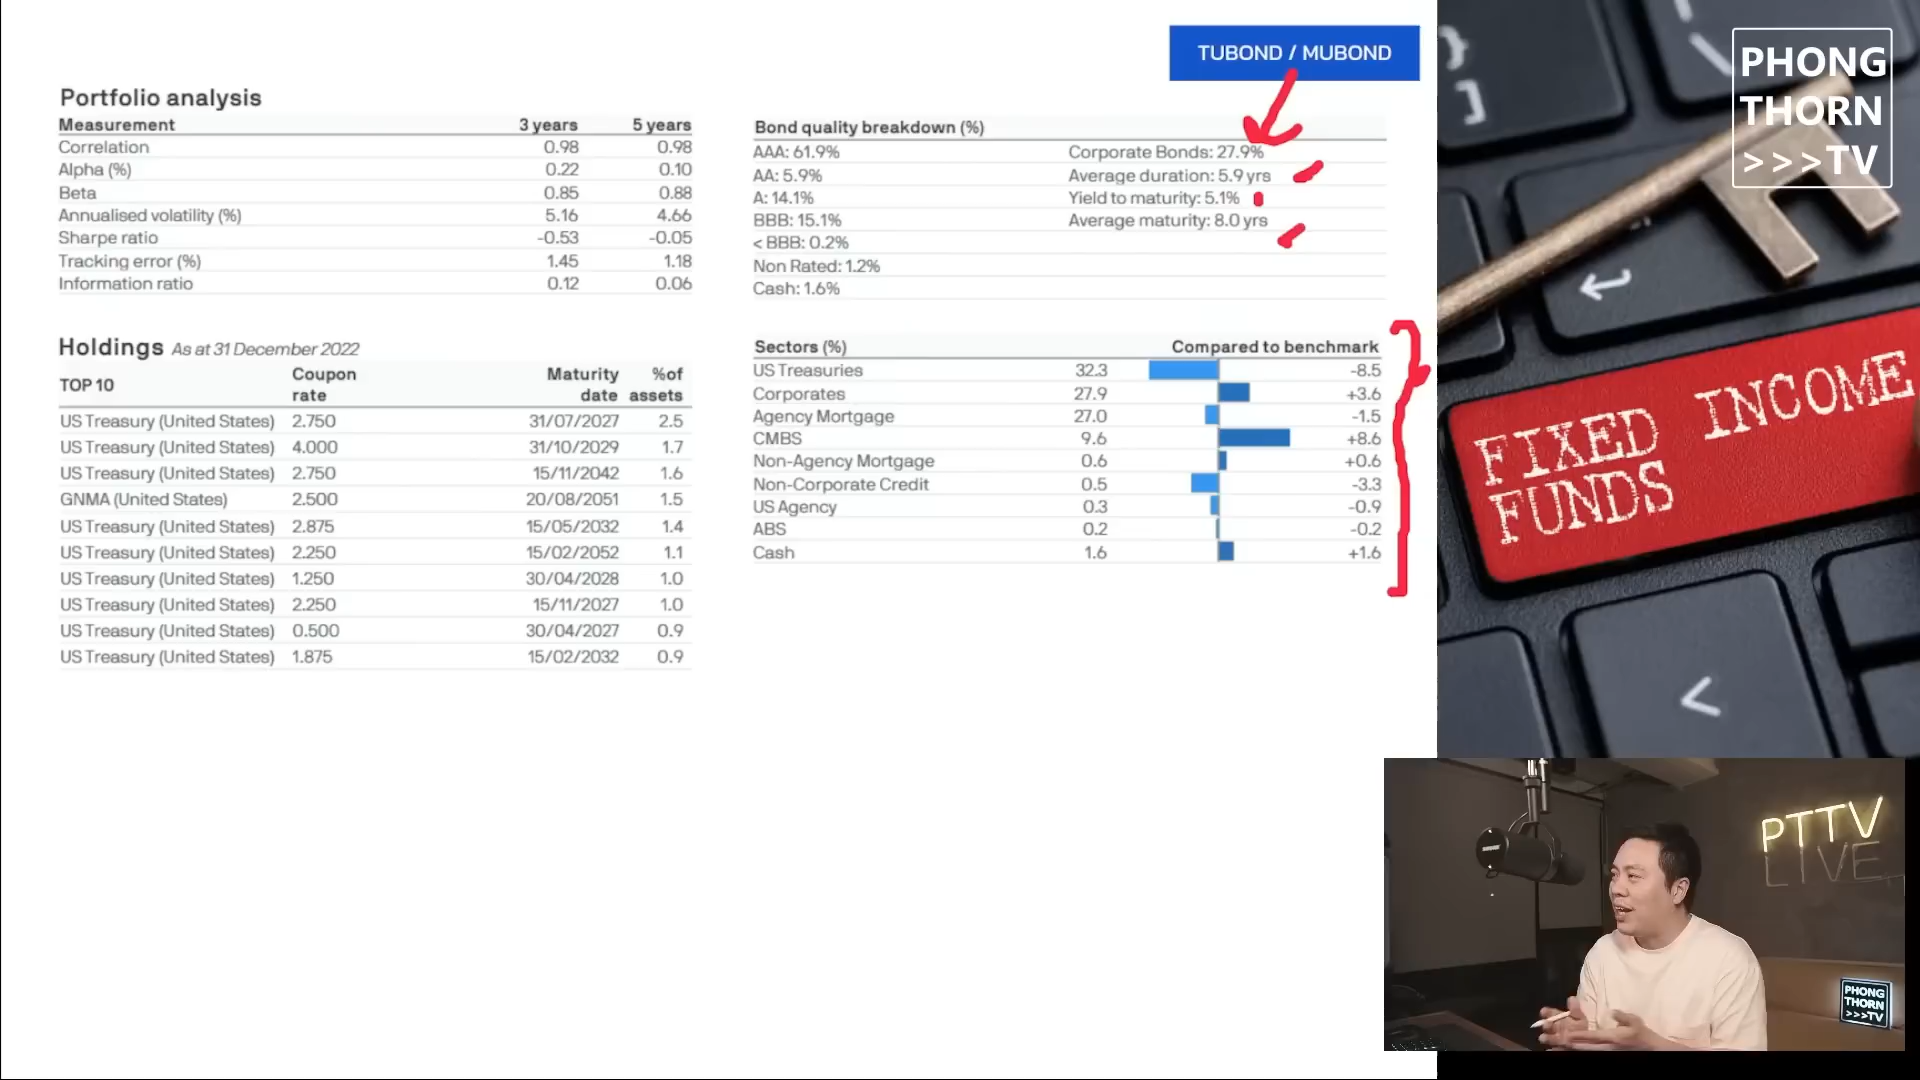 TUBOND / MUBOND
Portfolio analysis
Measurement 3 years 5 years
Correlation 0.98 0.98
Alpha (%) 0.22 0.10
Beta 0.85 0.88
Annualised volatility (%) 5.16 4.66
Sharpe ratio -0.53 -0.05
Tracking error (%) 1.45 1.18
Information ratio 0.12 0.06
Bond quality breakdown (%)
AAA: 61.9% Corporate Bonds: 27.9%
AA: 5.9% Average duration: 5.9 yrs
A: 14.1% Yield to maturity: 5.1%
BBB: 15.1% Average maturity: 8.0 yrs
< BBB: 0.2%
Non Rated: 1.2%
Cash: 1.6%
Holdings As at 31 December 2022
TOP 10 Coupon rate Maturity date %of assets
US Treasury (United States) 2.750 31/07/2027 2.5
US Treasury (United States) 4.000 31/10/2029 1.7
US Treasury (United States) 2.750 15/11/2042 1.6
GNMA (United States) 2.500 20/08/2051 1.5
US Treasury (United States) 2.875 15/05/2032 1.4
US Treasury (United States) 2.250 15/02/2052 1.1
US Treasury (United States) 1.250 30/04/2028 1.0
US Treasury (United States) 2.250 15/11/2027 1.0
US Treasury (United States) 0.500 30/04/2027 0.9
US Treasury (United States) 1.875 15/02/2032 0.9
Sectors (%) Compared to benchmark
US Treasuries 32.3 -8.5
Corporates 27.9 +3.6
Agency Mortgage 27.0 -1.5
CMBS 9.6 +8.6
Non-Agency Mortgage 0.6 +0.6
Non-Corporate Credit 0.5 -3.3
US Agency 0.3 -0.9
ABS 0.2 -0.2
Cash 1.6 +1.6
PHONG
THORN
>>>TV
FIXED INCOME
FUNDS
<
PTTV
LIVE
PHONG
THORN
>>>TV